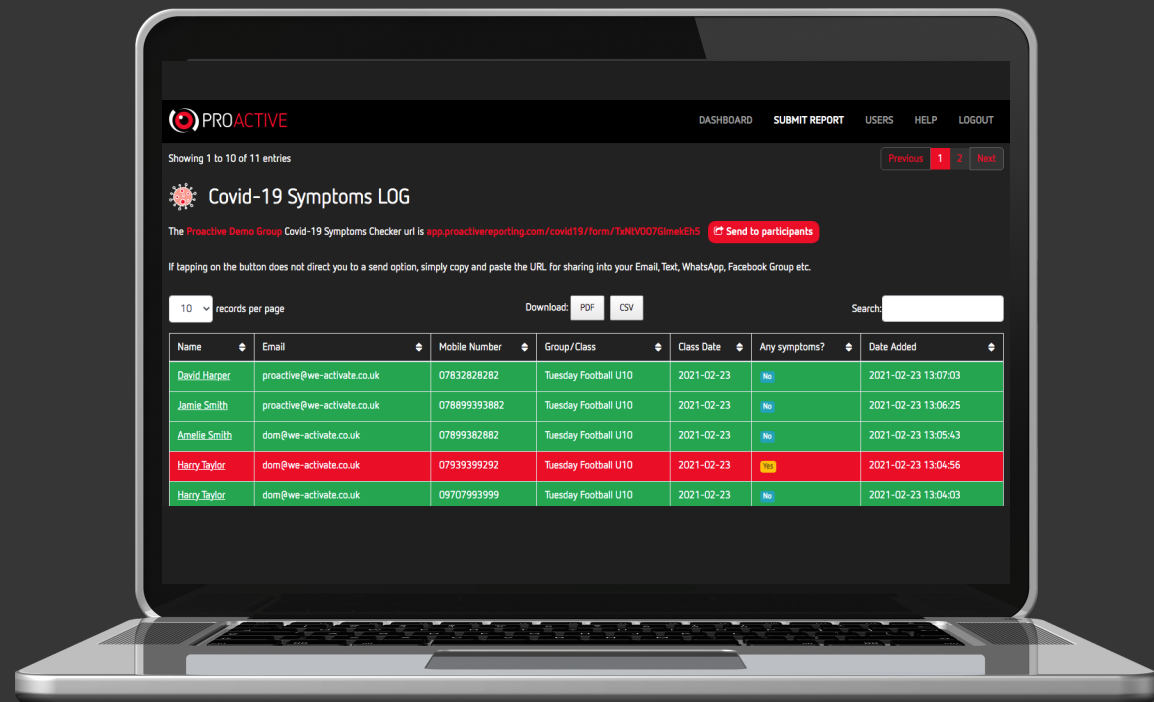 PROACTIVE
DASHBOARD SUBMIT REPORT USERS HELP LOGOUT
Showing 1 to 10 of 11 entries
Previous 1 2 Next
Covid-19 Symptoms LOG
The Proactive Demo Group Covid-19 Symptoms Checker url is app.proactivereporting.com/covid19/form/TxNtVOO7GlmekEh5 Send to participants
If tapping on the button does not direct you to a send option, simply copy and paste the URL for sharing into your Email, Text, WhatsApp, Facebook Group etc.
10 records per page Download: PDF CSV Search:
Name Email Mobile Number Group/Class Class Date Any symptoms? Date Added
David Harper proactive@we-activate.co.uk 07832828282 Tuesday Football U10 2021-02-23 No 2021-02-23 13:07:03
Jamie Smith proactive@we-activate.co.uk 078899393882 Tuesday Football U10 2021-02-23 No 2021-02-23 13:06:25
Amelie Smith dom@we-activate.co.uk 07899382882 Tuesday Football U10 2021-02-23 No 2021-02-23 13:05:43
Harry Taylor dom@we-activate.co.uk 07939399292 Tuesday Football U10 2021-02-23 Yes 2021-02-23 13:04:56
Harry Taylor dom@we-activate.co.uk 09707993999 Tuesday Football U10 2021-02-23 No 2021-02-23 13:04:03